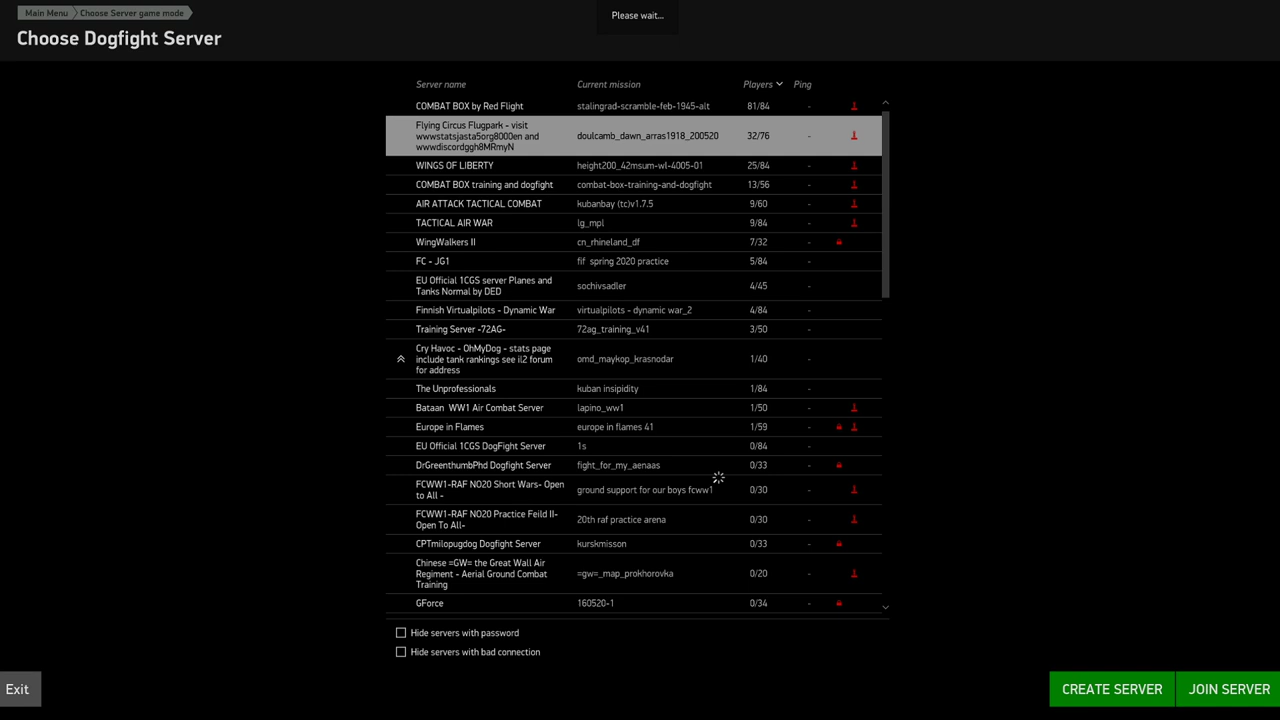 Main Menu
Choose Server game mode
Please wait...
Choose Dogfight Server
Server name Current mission Players Ping
COMBAT BOX by Red Flight stalingrad-scramble-feb-1945-alt 81/84 -
Flying Circus Flugpark - visit
wwwstatsjasta5org8000en and doulcamb_dawn_arras1918_200520 32/76 -
wwwdiscordggh8MRmyN
WINGS OF LIBERTY height200_42msum-wl-4005-01 25/84 -
COMBAT BOX training and dogfight combat-box-training-and-dogfight 13/56 -
AIR ATTACK TACTICAL COMBAT kubanbay (tc)v1.7.5 9/60 -
TACTICAL AIR WAR lg_mpl 9/84 -
WingWalkers II cn_rhineland_df 7/32 -
FC - JG1 fif spring 2020 practice 5/84 -
EU Official 1CGS server Planes and
Tanks Normal by DED sochivsadler 4/45 -
Finnish Virtualpilots - Dynamic War virtualpilots - dynamic war_2 4/84 -
Training Server -72AG- 72ag_training_v41 3/50 -
Cry Havoc - OhMyDog - stats page
include tank rankings see il2 forum omd_maykop_krasnodar 1/40 -
for address
The Unprofessionals kuban insipidity 1/84 -
Bataan WW1 Air Combat Server lapino_ww1 1/50 -
Europe in Flames europe in flames 41 1/59 -
EU Official 1CGS DogFight Server 1s 0/84 -
DrGreenthumbPhd Dogfight Server fight_for_my_aenaas 0/33 -
FCWW1-RAF NO20 Short Wars- Open
to All - ground support for our boys fcww1 0/30 -
FCWW1-RAF NO20 Practice Feild II-
Open To All- 20th raf practice arena 0/30 -
CPTmilopugdog Dogfight Server kurskmisson 0/33 -
Chinese =GW= the Great Wall Air
Regiment - Aerial Ground Combat =gw=_map_prokhorovka 0/20 -
Training
GForce 160520-1 0/34 -
Hide servers with password
Hide servers with bad connection
Exit
CREATE SERVER
JOIN SERVER